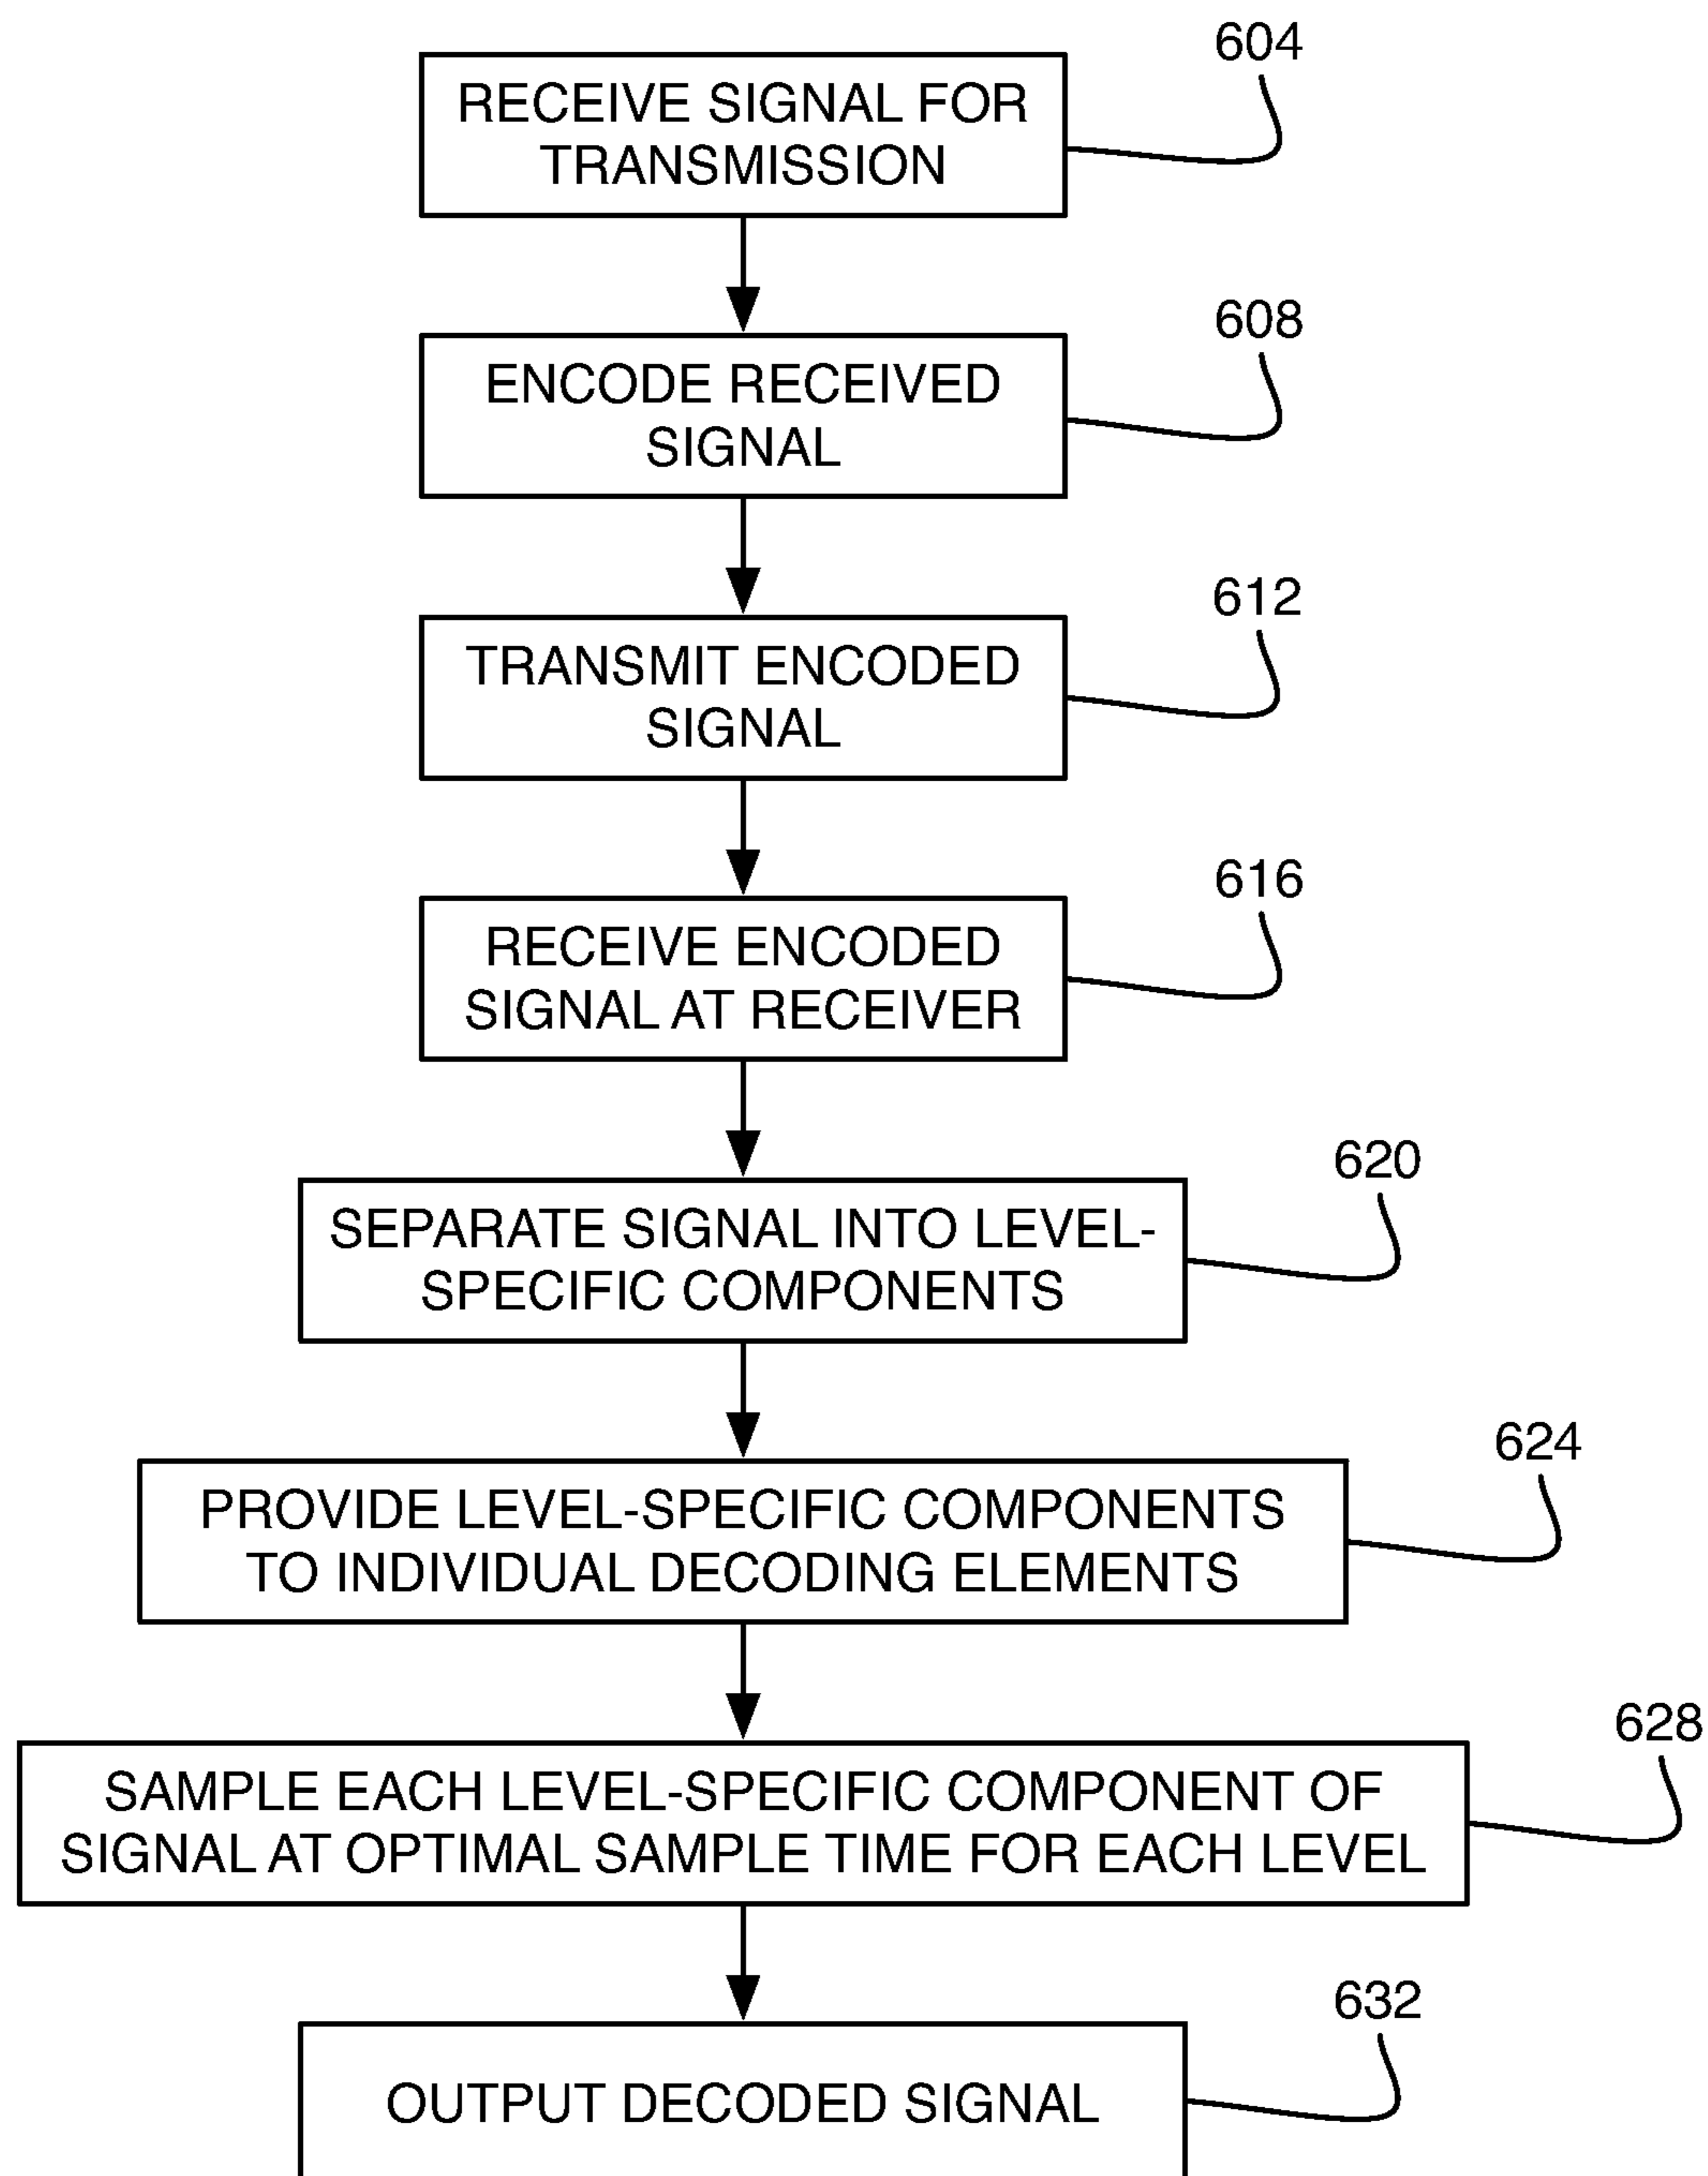 604
RECEIVE SIGNAL FOR
TRANSMISSION
608
ENCODE RECEIVED
SIGNAL
612
TRANSMIT ENCODED
SIGNAL
616
RECEIVE ENCODED
SIGNAL AT RECEIVER
620
SEPARATE SIGNAL INTO LEVEL-
SPECIFIC COMPONENTS
624
PROVIDE LEVEL-SPECIFIC COMPONENTS
TO INDIVIDUAL DECODING ELEMENTS
628
SAMPLE EACH LEVEL-SPECIFIC COMPONENT OF
SIGNAL AT OPTIMAL SAMPLE TIME FOR EACH LEVEL
632
OUTPUT DECODED SIGNAL